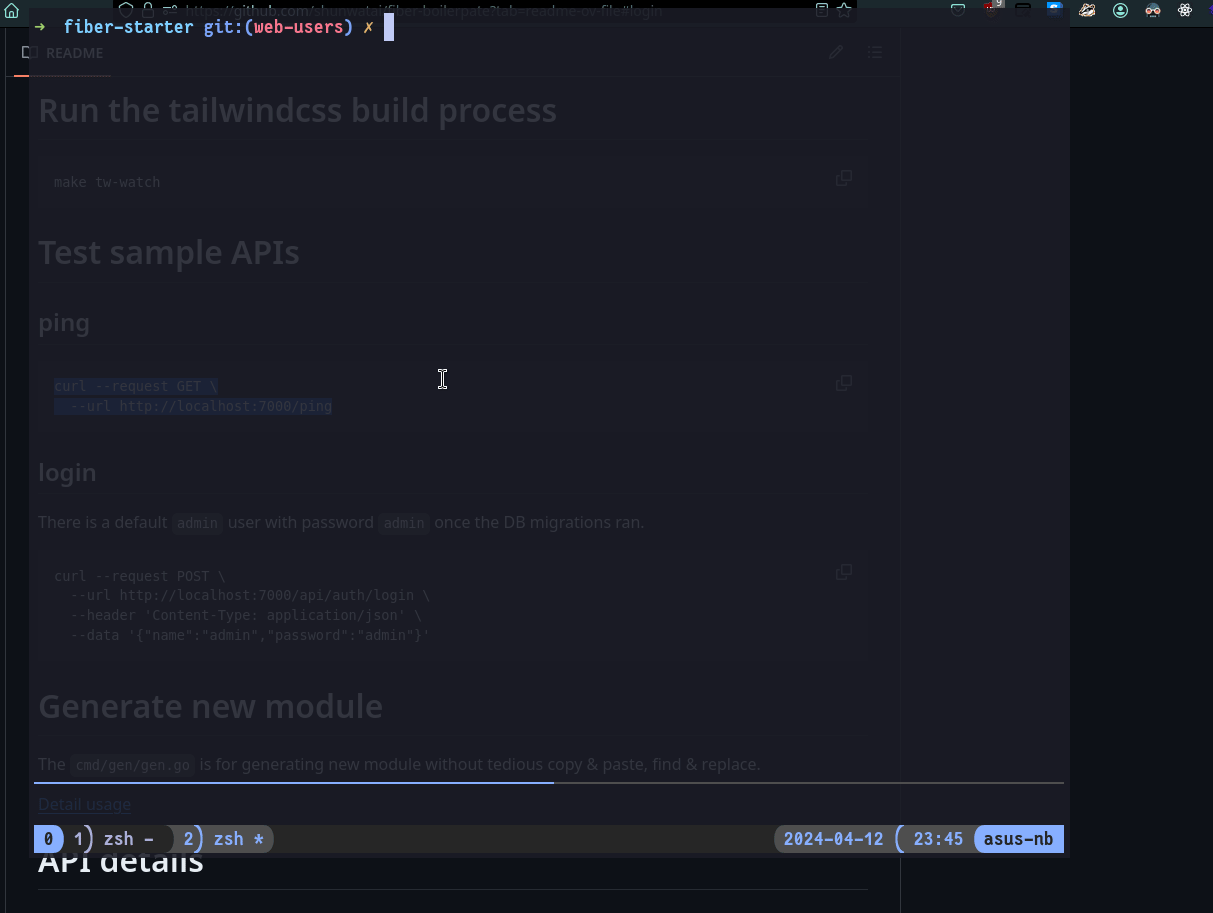 https://github.com/shunwatai/fiber-boilerpate?tab=readme-ov-file#login
9
➜ fiber-starter git:(web-users) ✗
README
Run the tailwindcss build process
make tw-watch
Test sample APIs
ping
curl --request GET \
--url http://localhost:7000/ping
login
There is a default admin user with password admin once the DB migrations ran.
curl --request POST \
--url http://localhost:7000/api/auth/login \
--header 'Content-Type: application/json' \
--data '{"name":"admin","password":"admin"}'
Generate new module
The cmd/gen/gen.go is for generating new module without tedious copy & paste, find & replace.
Detail usage
0 1) zsh - 2) zsh * 2024-04-12 ( 23:45 asus-nb
API details